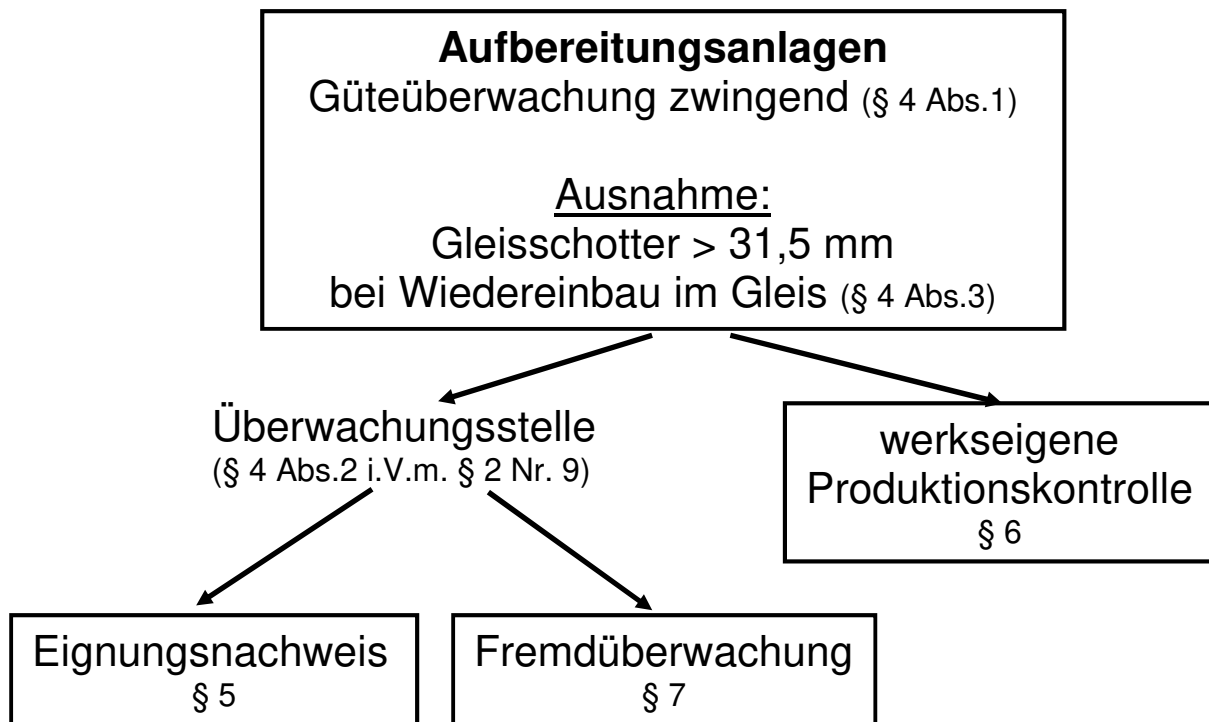 Aufbereitungsanlagen
Güteüberwachung zwingend (§ 4 Abs.1)
Ausnahme:
Gleisschotter > 31,5 mm
bei Wiedereinbau im Gleis (§ 4 Abs.3)
Überwachungsstelle
(§ 4 Abs.2 i.V.m. § 2 Nr. 9)
werkseigene
Produktionskontrolle
§ 6
Eignungsnachweis
§ 5
Fremdüberwachung
§ 7